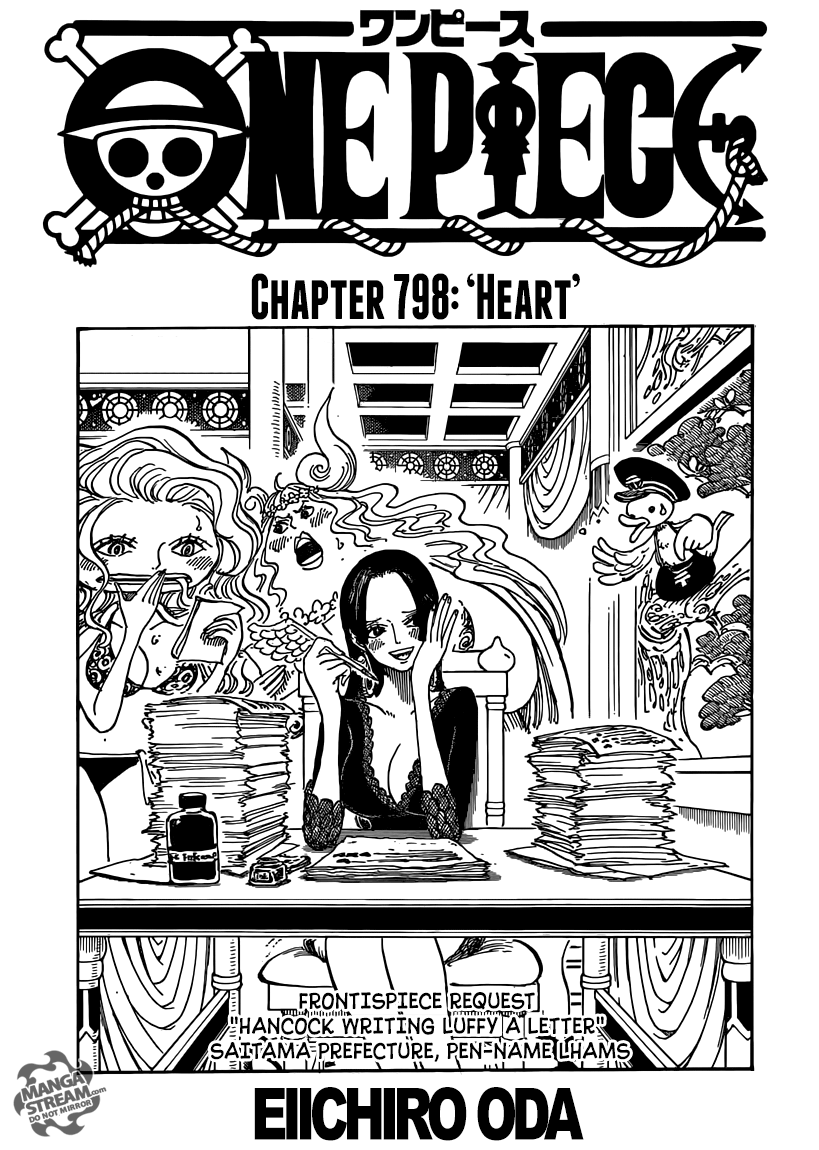 ワンピース
ONE PIECE
CHAPTER 798: 'HEART'
FRONTISPIECE REQUEST
"HANCOCK WRITING LUFFY A LETTER"
SAITAMA PREFECTURE, PEN-NAME LHAMS
MANGA
STREAM.com
DO NOT MIRROR
EIICHIRO ODA